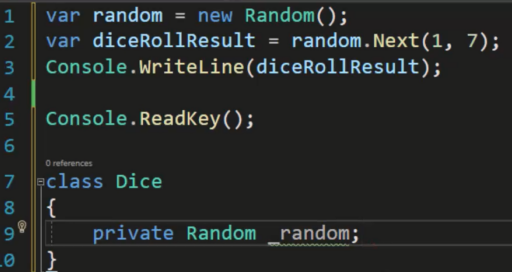 1 var random = new Random();
2 var diceRollResult = random.Next(1, 7);
3 Console.WriteLine(diceRollResult);
4
5 Console.ReadKey();
6
0 references
7 class Dice
8 {
9 private Random _random;
10 }